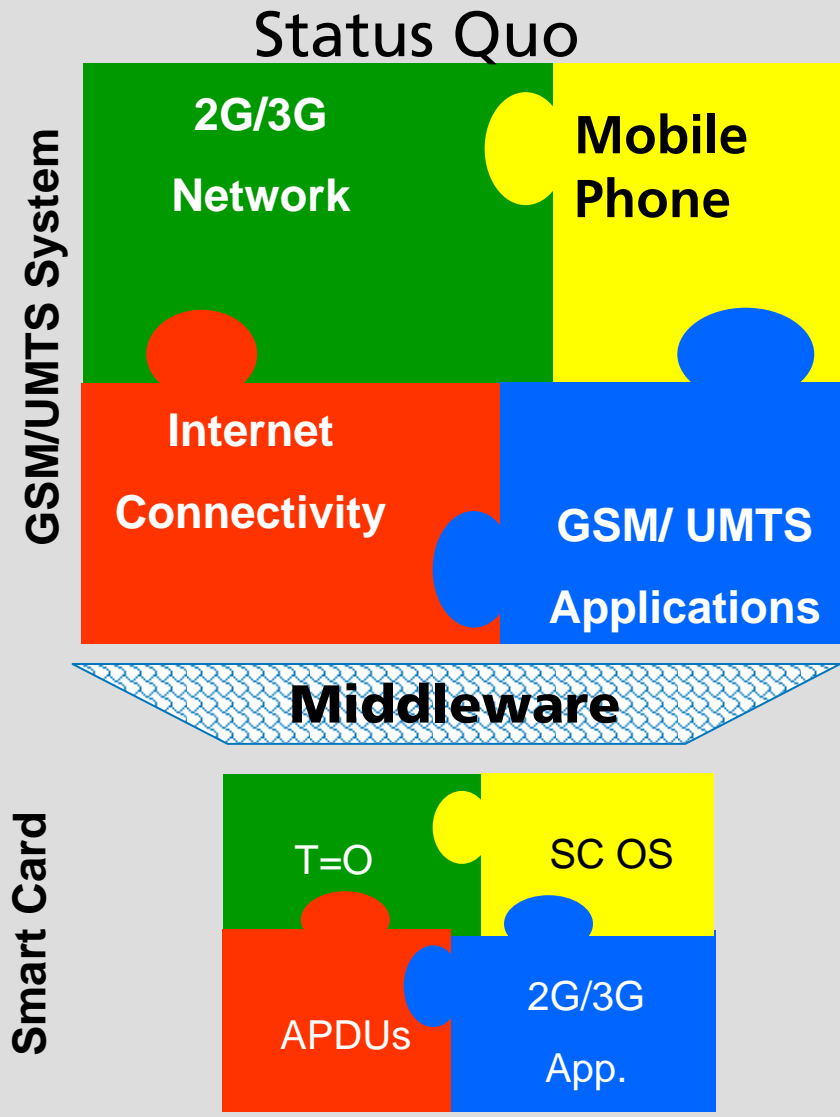 Status Quo
GSM/UMTS System
2G/3G
Network
Mobile
Phone
Internet
Connectivity
GSM/ UMTS
Applications
Middleware
Smart Card
T=O
SC OS
APDUs
2G/3G
App.